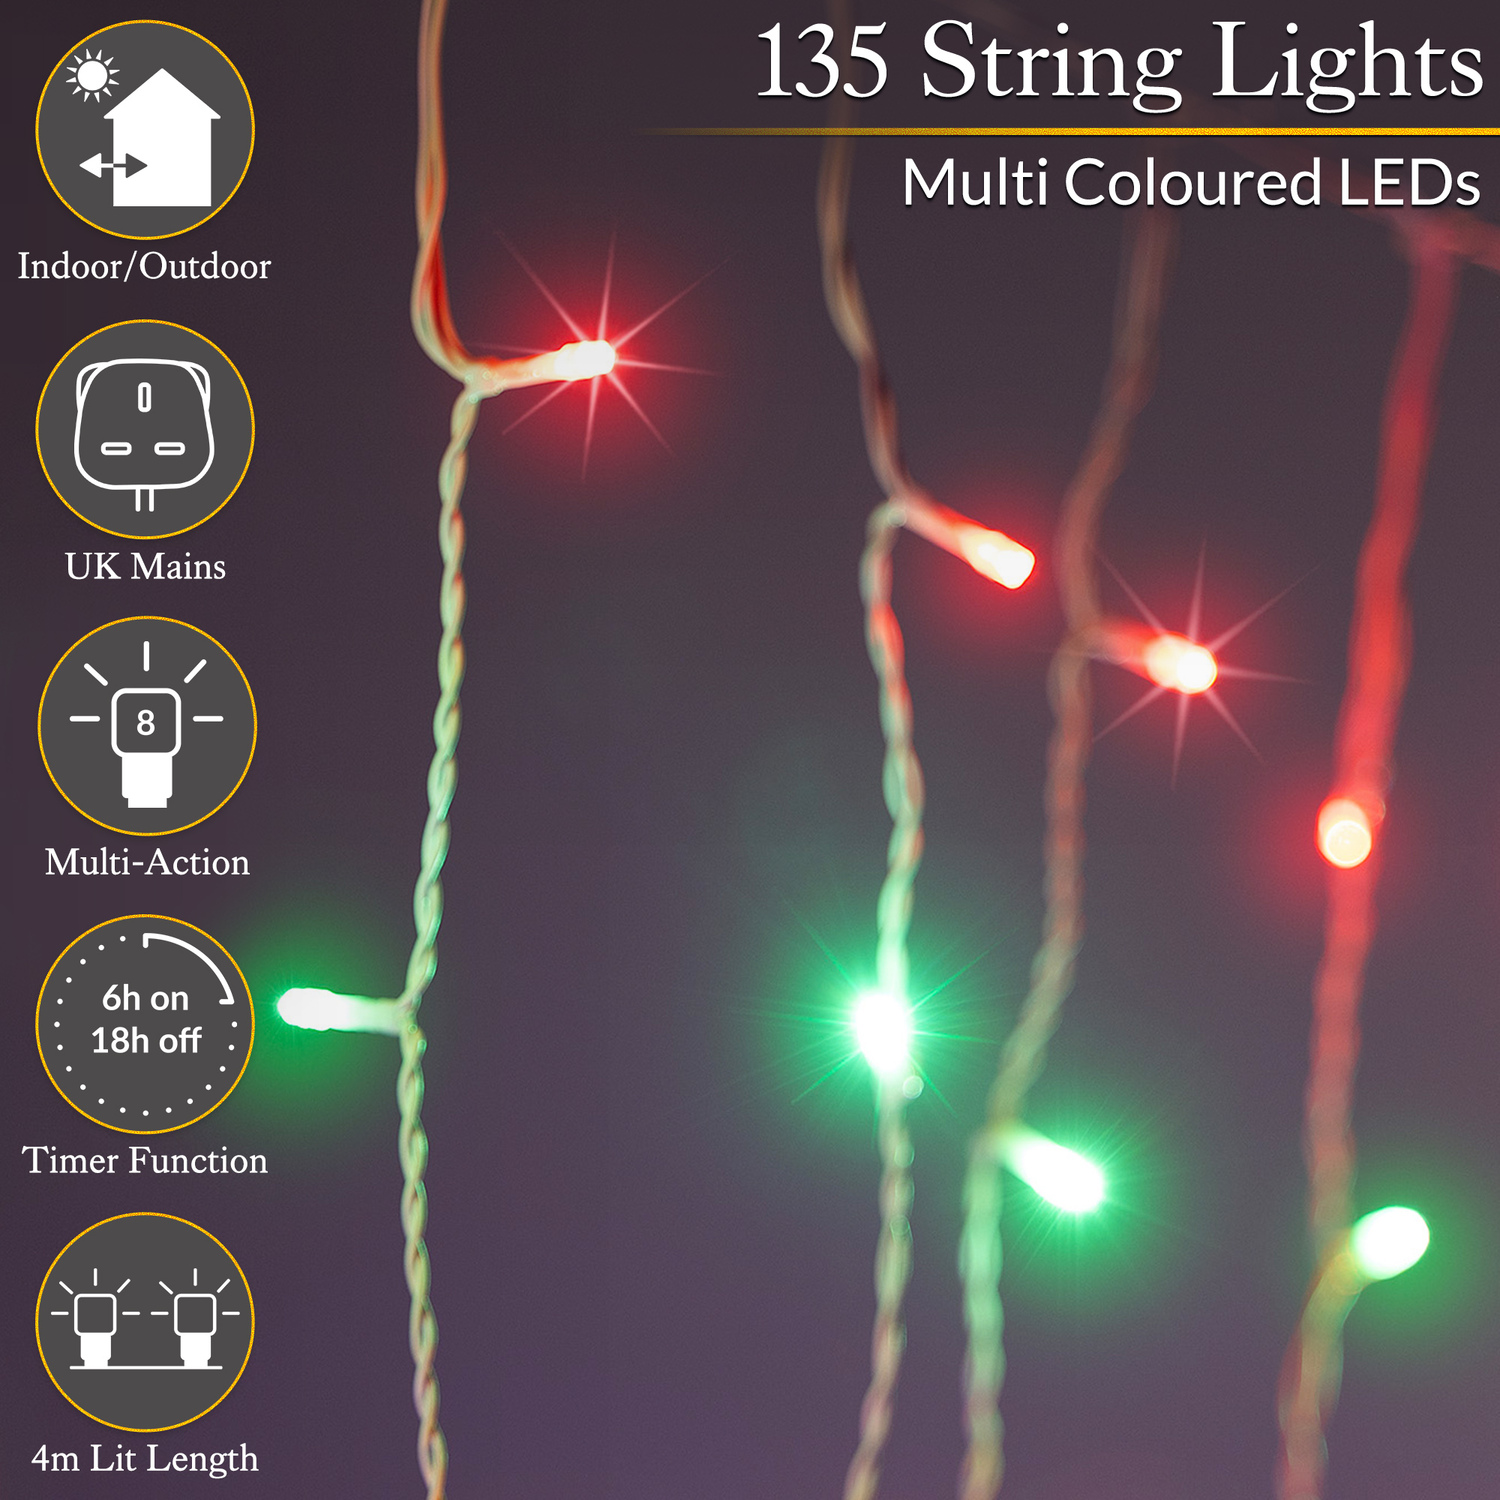 135 String Lights
Multi Coloured LEDs
Indoor/Outdoor
UK Mains
8
Multi-Action
6h on
18h off
Timer Function
4m Lit Length